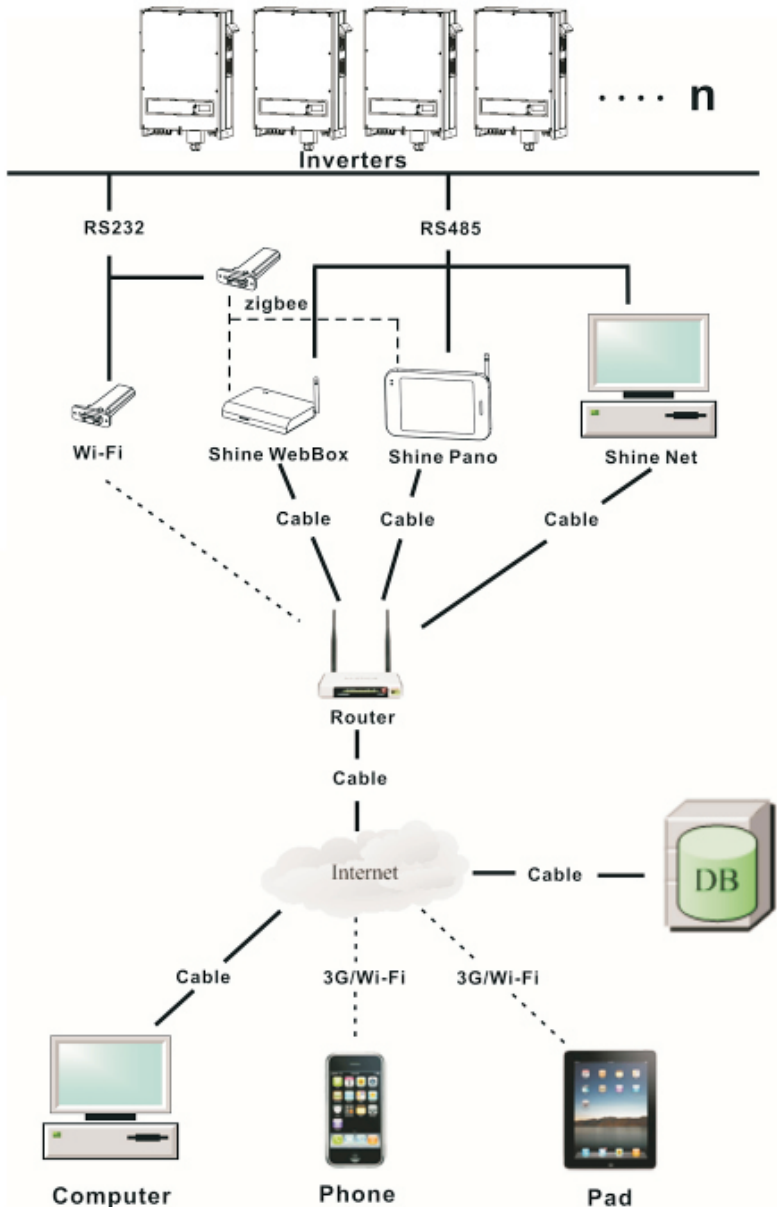 n
Inverters
RS232
RS485
zigbee
Wi-Fi
Shine WebBox
Shine Pano
Shine Net
Cable
Cable
Cable
Router
Cable
Internet
Cable
DB
Cable
3G/Wi-Fi
3G/Wi-Fi
Computer
Phone
Pad